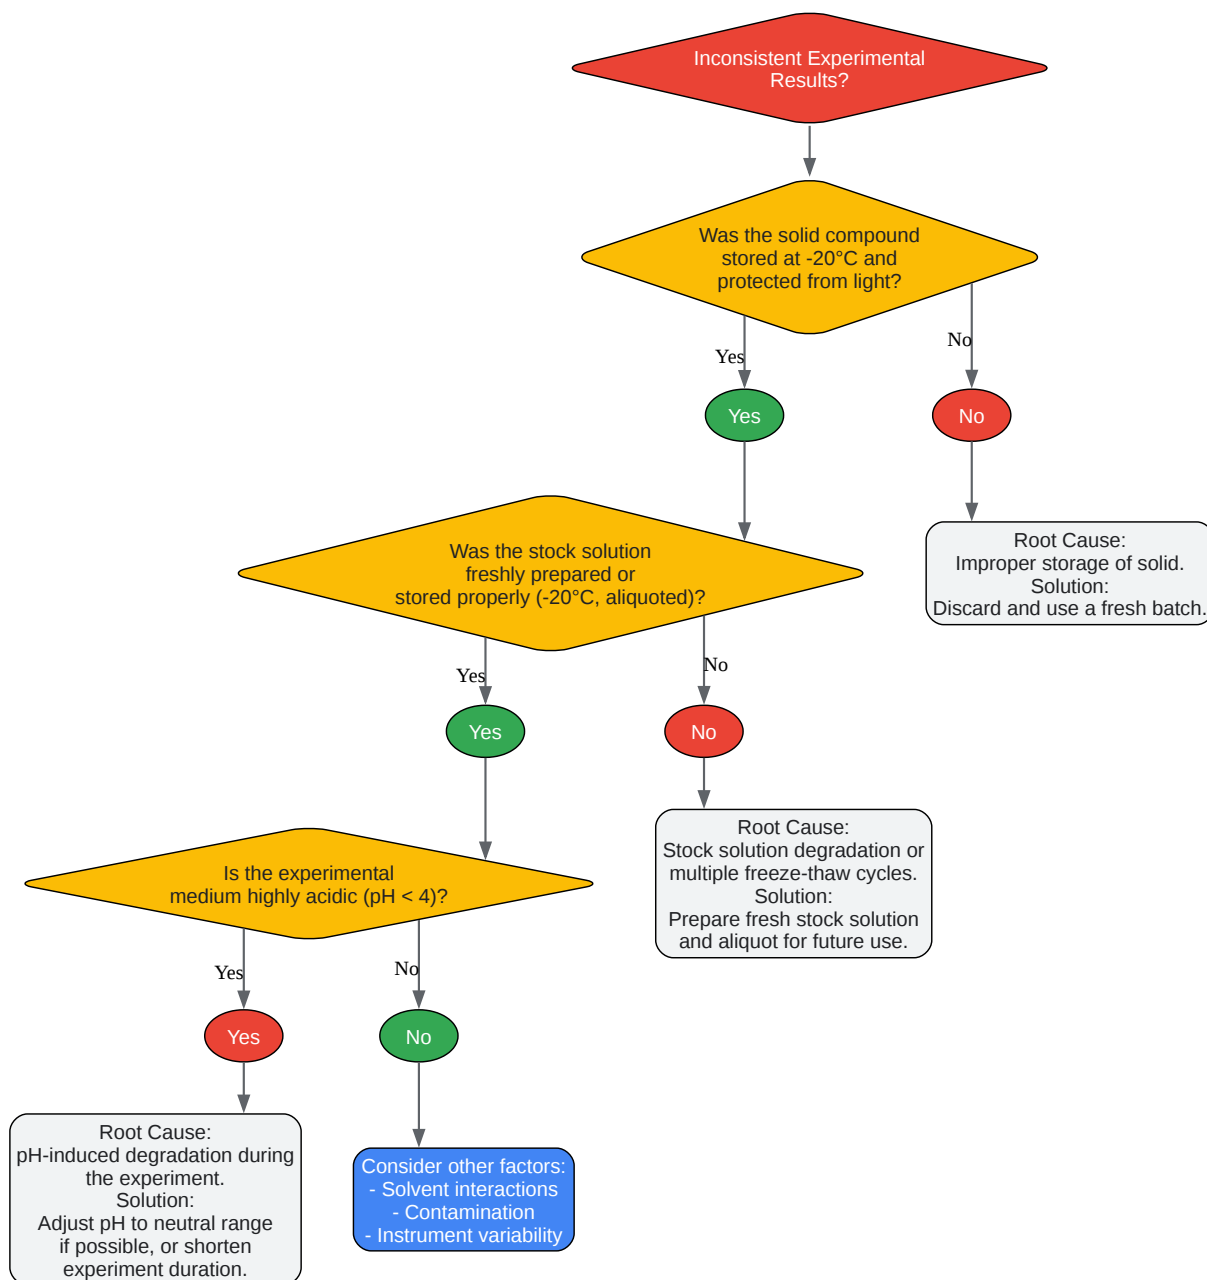 Inconsistent Experimental
Results?
Was the solid compound
stored at -20°C and
protected from light?
Yes
No
Yes
No
Root Cause:
Improper storage of solid.
Solution:
Discard and use a fresh batch.
Was the stock solution
freshly prepared or
stored properly (-20°C, aliquoted)?
Yes
No
Yes
No
Root Cause:
Stock solution degradation or
multiple freeze-thaw cycles.
Solution:
Prepare fresh stock solution
and aliquot for future use.
Is the experimental
medium highly acidic (pH < 4)?
Yes
No
Yes
No
Root Cause:
pH-induced degradation during
the experiment.
Solution:
Adjust pH to neutral range
if possible, or shorten
experiment duration.
Consider other factors:
- Solvent interactions
- Contamination
- Instrument variability